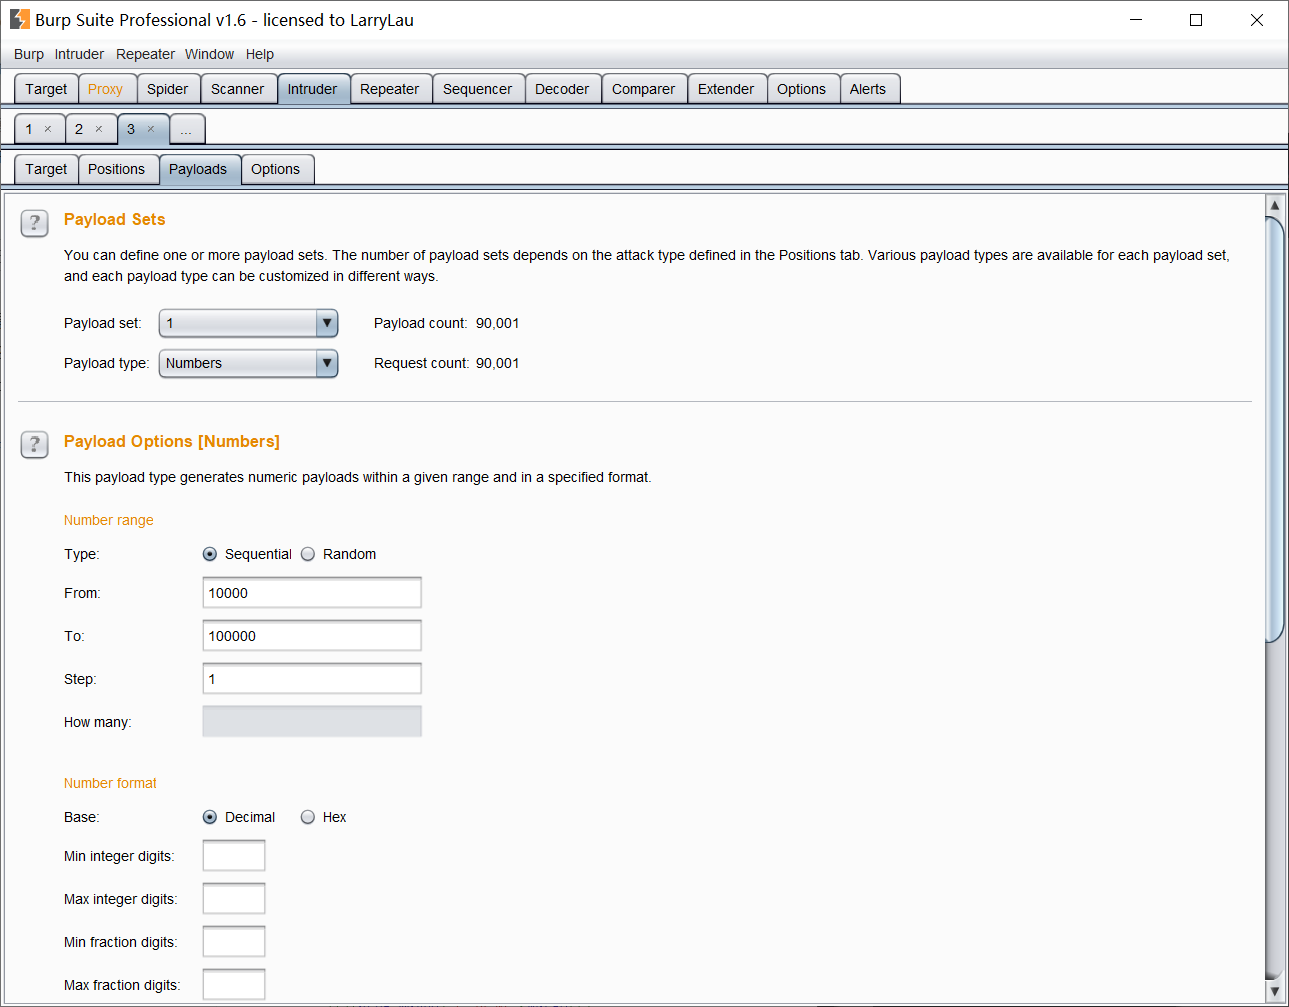 Burp Suite Professional v1.6 - licensed to LarryLau
Burp Intruder Repeater Window Help
Target Proxy Spider Scanner Intruder Repeater Sequencer Decoder Comparer Extender Options Alerts
1 × 2 × 3 × ...
Target Positions Payloads Options
? Payload Sets
You can define one or more payload sets. The number of payload sets depends on the attack type defined in the Positions tab. Various payload types are available for each payload set,
and each payload type can be customized in different ways.
Payload set: 1 Payload count: 90,001
Payload type: Numbers Request count: 90,001
? Payload Options [Numbers]
This payload type generates numeric payloads within a given range and in a specified format.
Number range
Type: Sequential Random
From: 10000
To: 100000
Step: 1
How many:
Number format
Base: Decimal Hex
Min integer digits:
Max integer digits:
Min fraction digits:
Max fraction digits: